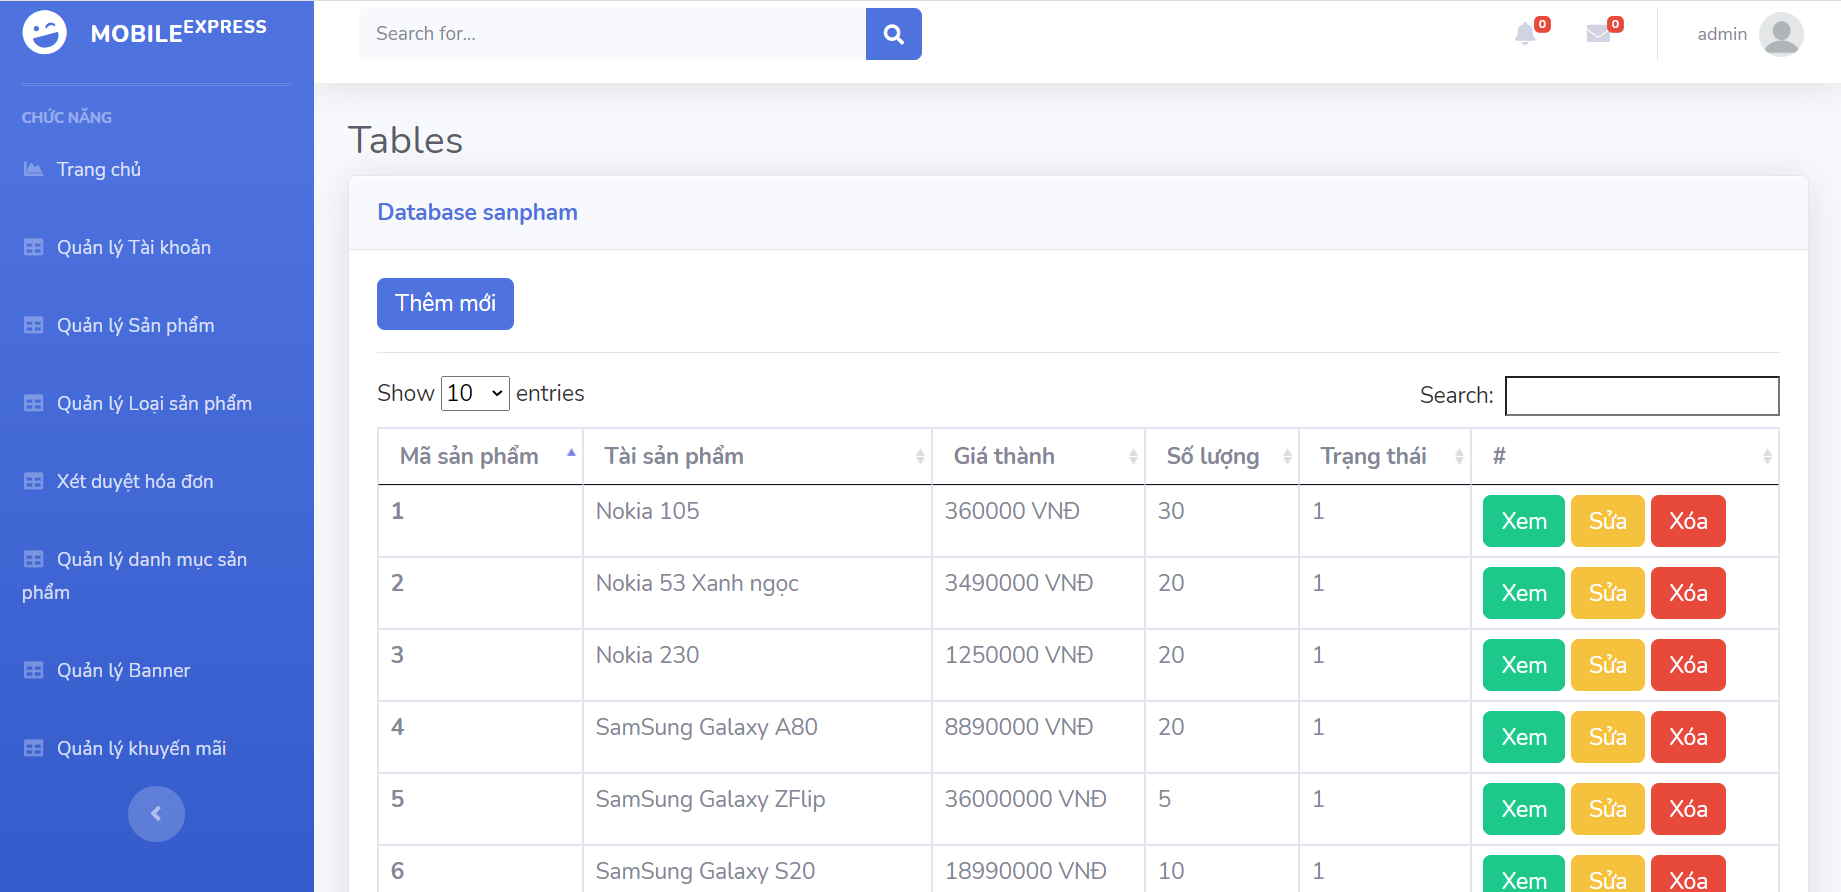 MOBILEEXPRESS
Search for...
0
0
admin
CHỨC NĂNG
Trang chủ
Quản lý Tài khoản
Quản lý Sản phẩm
Quản lý Loại sản phẩm
Xét duyệt hóa đơn
Quản lý danh mục sản
phẩm
Quản lý Banner
Quản lý khuyến mãi
Tables
Database sanpham
Thêm mới
Show 10 entries
Search:
Mã sản phẩm Tài sản phẩm Giá thành Số lượng Trạng thái #
1 Nokia 105 360000 VNĐ 30 1 Xem Sửa Xóa
2 Nokia 53 Xanh ngọc 3490000 VNĐ 20 1 Xem Sửa Xóa
3 Nokia 230 1250000 VNĐ 20 1 Xem Sửa Xóa
4 SamSung Galaxy A80 8890000 VNĐ 20 1 Xem Sửa Xóa
5 SamSung Galaxy ZFlip 36000000 VNĐ 5 1 Xem Sửa Xóa
6 SamSung Galaxy S20 18990000 VNĐ 10 1 Xem Sửa Xóa